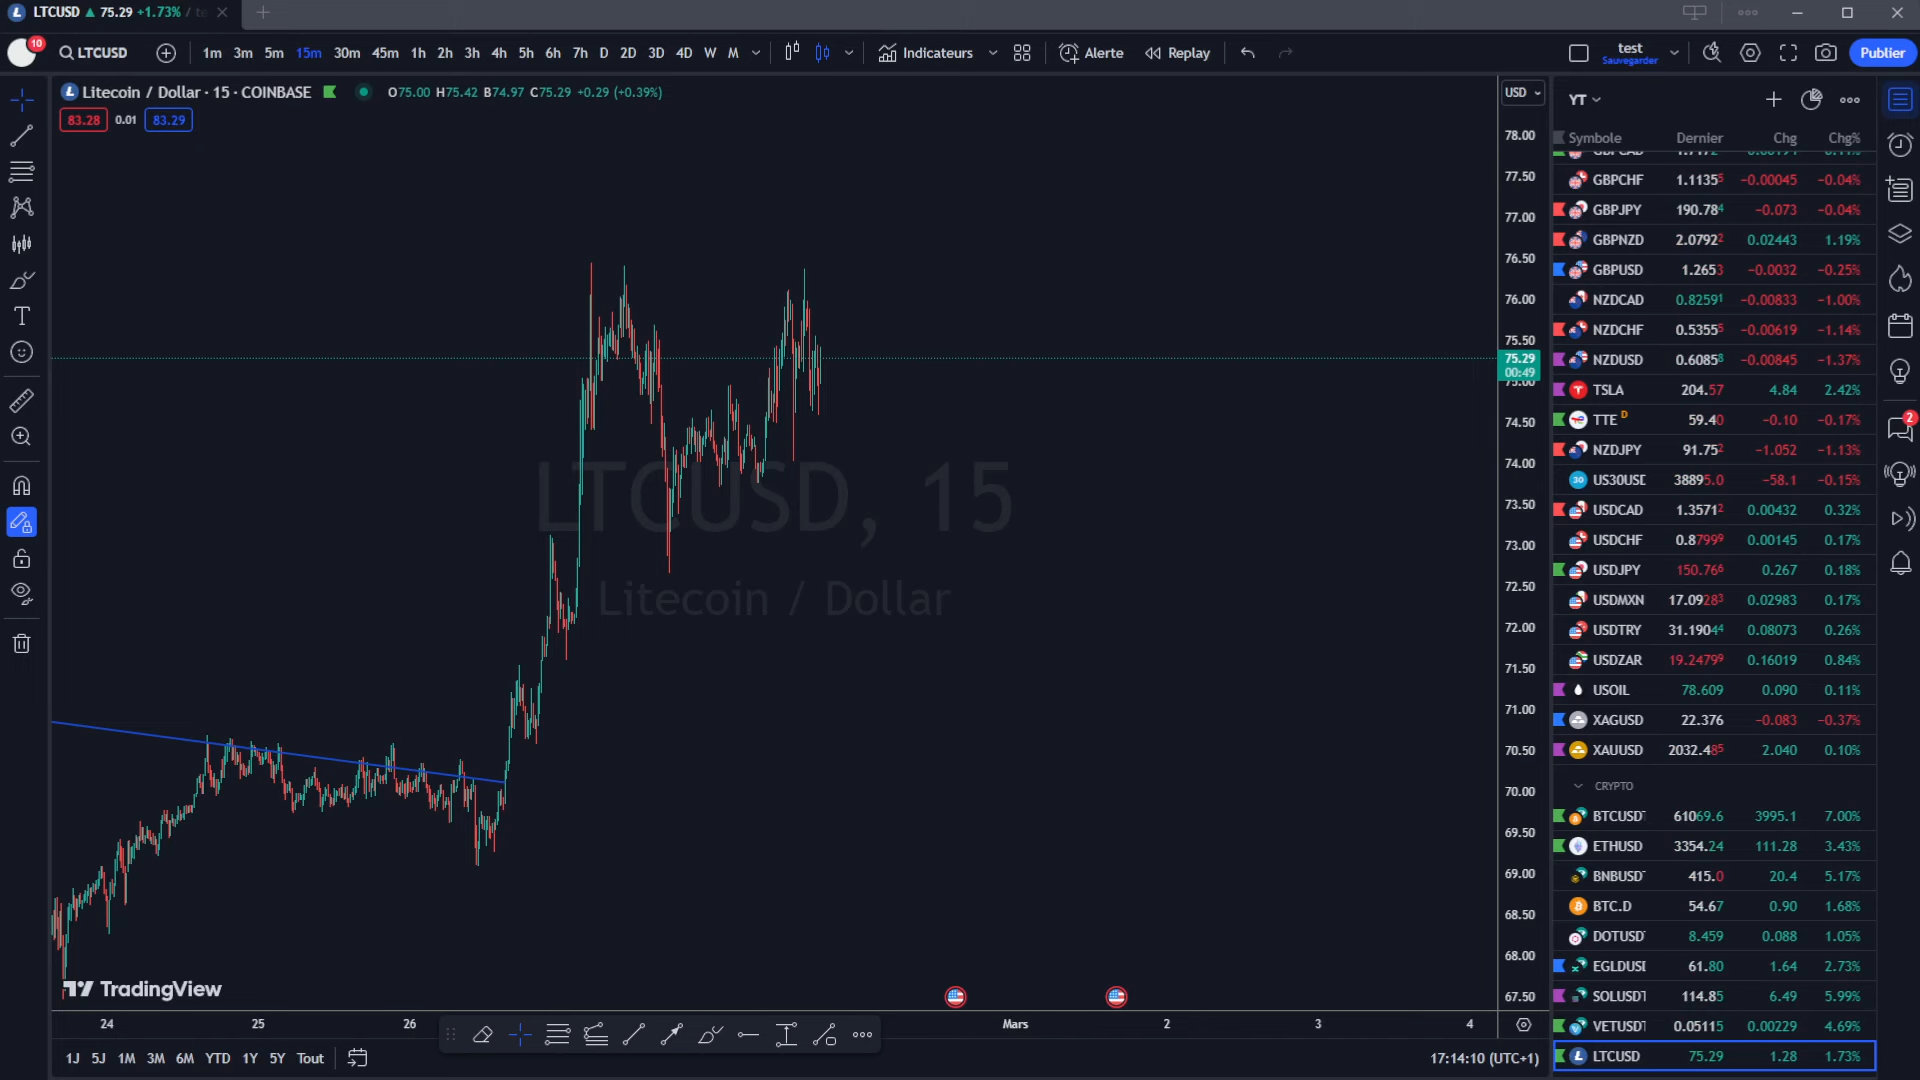 LTCUSD ▲ 75.29 +1.73% /
10 LTCUSD 1m 3m 5m 15m 30m 45m 1h 2h 3h 4h 5h 6h 7h D 2D 3D 4D W M Indicateurs Alerte Replay test Sauvegarder Publier
Litecoin / Dollar · 15 · COINBASE O75.00 H75.42 B74.97 C75.29 +0.29 (+0.39%)
83.28 0.01 83.29
USD
78.00
77.50
77.00
76.50
76.00
75.50
75.29
00:49
75.00
74.50
74.00
73.50
73.00
72.50
72.00
71.50
71.00
70.50
70.00
69.50
69.00
68.50
68.00
67.50
LTCUSD, 15
Litecoin / Dollar
TradingView
24 25 26 Mars 2 3 4
1J 5J 1M 3M 6M YTD 1Y 5Y Tout
17:14:10 (UTC+1)
YT
Symbole Dernier Chg Chg%
GBPCHF 1.11355 −0.00045 −0.04%
GBPJPY 190.784 −0.073 −0.04%
GBPNZD 2.07922 0.02443 1.19%
GBPUSD 1.2653 −0.0032 −0.25%
NZDCAD 0.82591 −0.00833 −1.00%
NZDCHF 0.53555 −0.00619 −1.14%
NZDUSD 0.60858 −0.00845 −1.37%
TSLA 204.57 4.84 2.42%
TTE D 59.40 −0.10 −0.17%
NZDJPY 91.752 −1.052 −1.13%
US30USD 38895.0 −58.1 −0.15%
USDCAD 1.35712 0.00432 0.32%
USDCHF 0.87999 0.00145 0.17%
USDJPY 150.766 0.267 0.18%
USDMXN 17.09283 0.02983 0.17%
USDTRY 31.19044 0.08073 0.26%
USDZAR 19.24799 0.16019 0.84%
USOIL 78.609 0.090 0.11%
XAGUSD 22.376 −0.083 −0.37%
XAUUSD 2032.485 2.040 0.10%
CRYPTO
BTCUSDT 61069.6 3995.1 7.00%
ETHUSD 3354.24 111.28 3.43%
BNBUSDT 415.0 20.4 5.17%
BTC.D 54.67 0.90 1.68%
DOTUSDT 8.459 0.088 1.05%
EGLDUSD 61.80 1.64 2.73%
SOLUSDT 114.85 6.49 5.99%
VETUSDT 0.05115 0.00229 4.69%
LTCUSD 75.29 1.28 1.73%
2